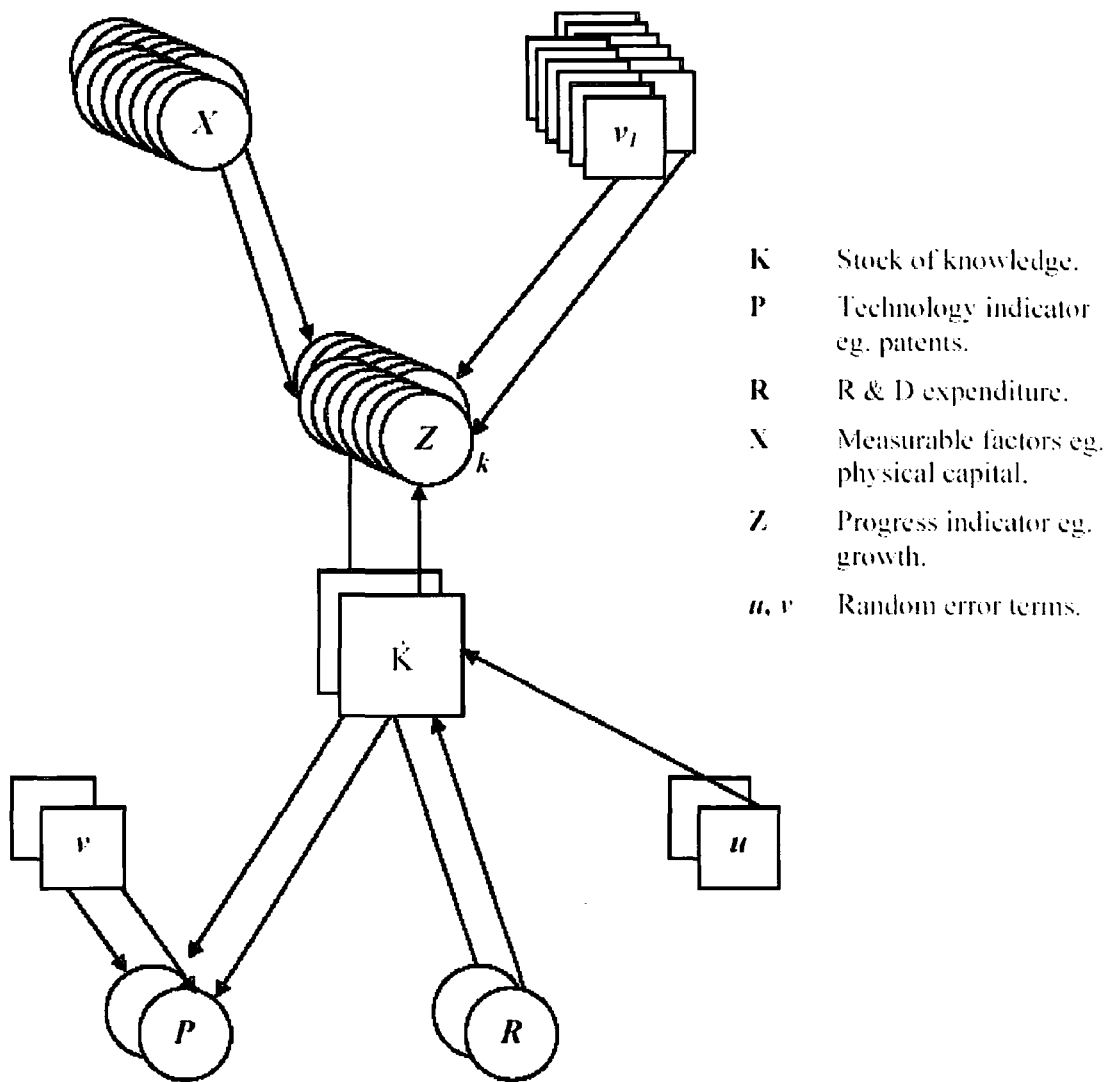 X
v1
Z
k
K̇
v
u
P
R
K Stock of knowledge.
P Technology indicator
eg. patents.
R R & D expenditure.
X Measurable factors eg.
physical capital.
Z Progress indicator eg.
growth.
u, v Random error terms.